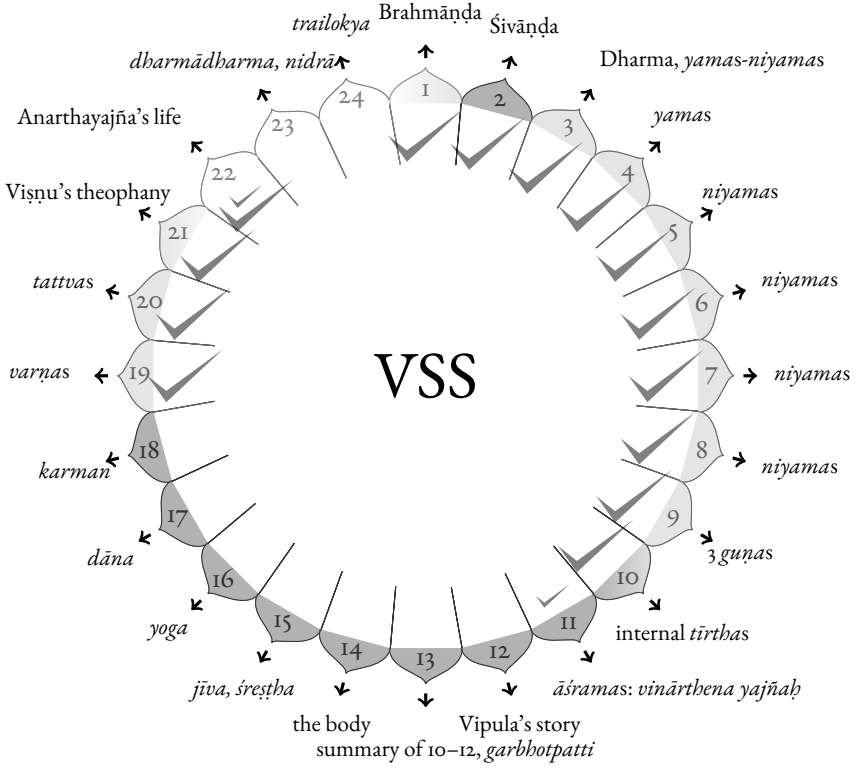 Brahmāṇḍa
Śivāṇḍa
Dharma, yamas-niyamas
yamas
niyamas
niyamas
niyamas
niyamas
3 guṇas
internal tīrthas
āśramas: vinārthena yajñaḥ
Vipula's story
summary of 10–12, garbhotpatti
the body
jīva, śreṣṭha
yoga
dāna
karman
varṇas
tattvas
Viṣṇu's theophany
Anarthayajña's life
dharmādharma, nidrā
trailokya
1
2
3
4
5
6
7
8
9
10
11
12
13
14
15
16
17
18
19
20
21
22
23
24
VSS